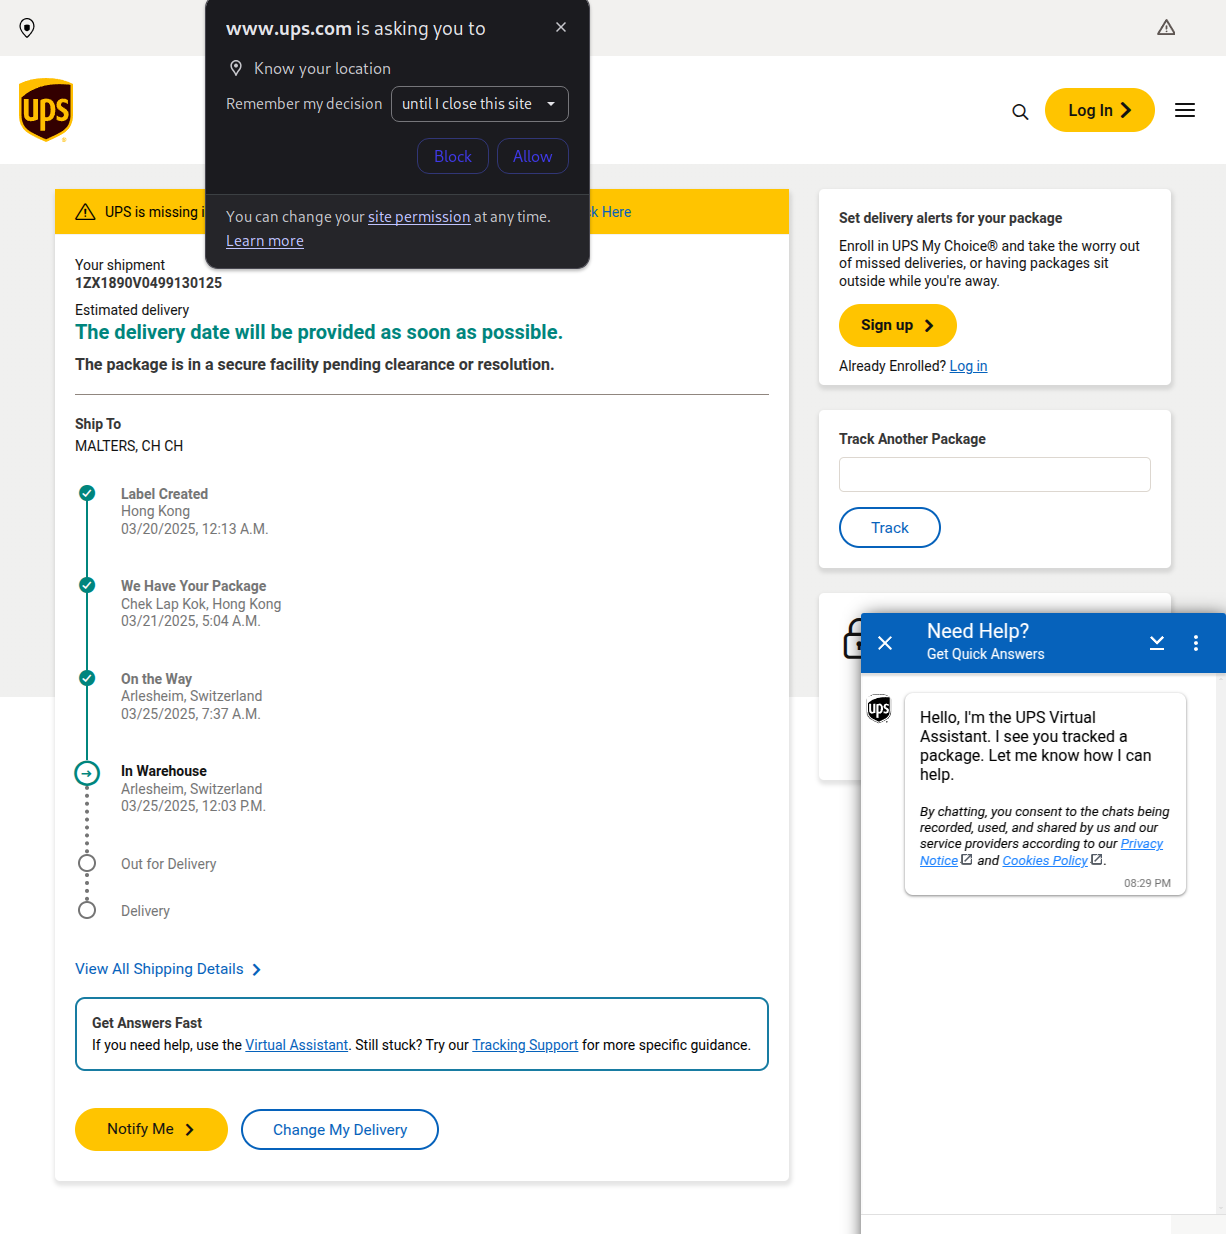 www.ups.com is asking you to
Know your location
Remember my decision until I close this site
Block Allow
You can change your site permission at any time.
Learn more
ups
Log In
UPS is missing
k Here
Your shipment
1ZX1890V0499130125
Estimated delivery
The delivery date will be provided as soon as possible.
The package is in a secure facility pending clearance or resolution.
Ship To
MALTERS, CH CH
Label Created
Hong Kong
03/20/2025, 12:13 A.M.
We Have Your Package
Chek Lap Kok, Hong Kong
03/21/2025, 5:04 A.M.
On the Way
Arlesheim, Switzerland
03/25/2025, 7:37 A.M.
In Warehouse
Arlesheim, Switzerland
03/25/2025, 12:03 P.M.
Out for Delivery
Delivery
View All Shipping Details
Get Answers Fast
If you need help, use the Virtual Assistant. Still stuck? Try our Tracking Support for more specific guidance.
Notify Me
Change My Delivery
Set delivery alerts for your package
Enroll in UPS My Choice® and take the worry out
of missed deliveries, or having packages sit
outside while you're away.
Sign up
Already Enrolled? Log in
Track Another Package
Track
Need Help?
Get Quick Answers
ups
Hello, I'm the UPS Virtual
Assistant. I see you tracked a
package. Let me know how I can
help.
By chatting, you consent to the chats being
recorded, used, and shared by us and our
service providers according to our Privacy
Notice and Cookies Policy.
08:29 PM